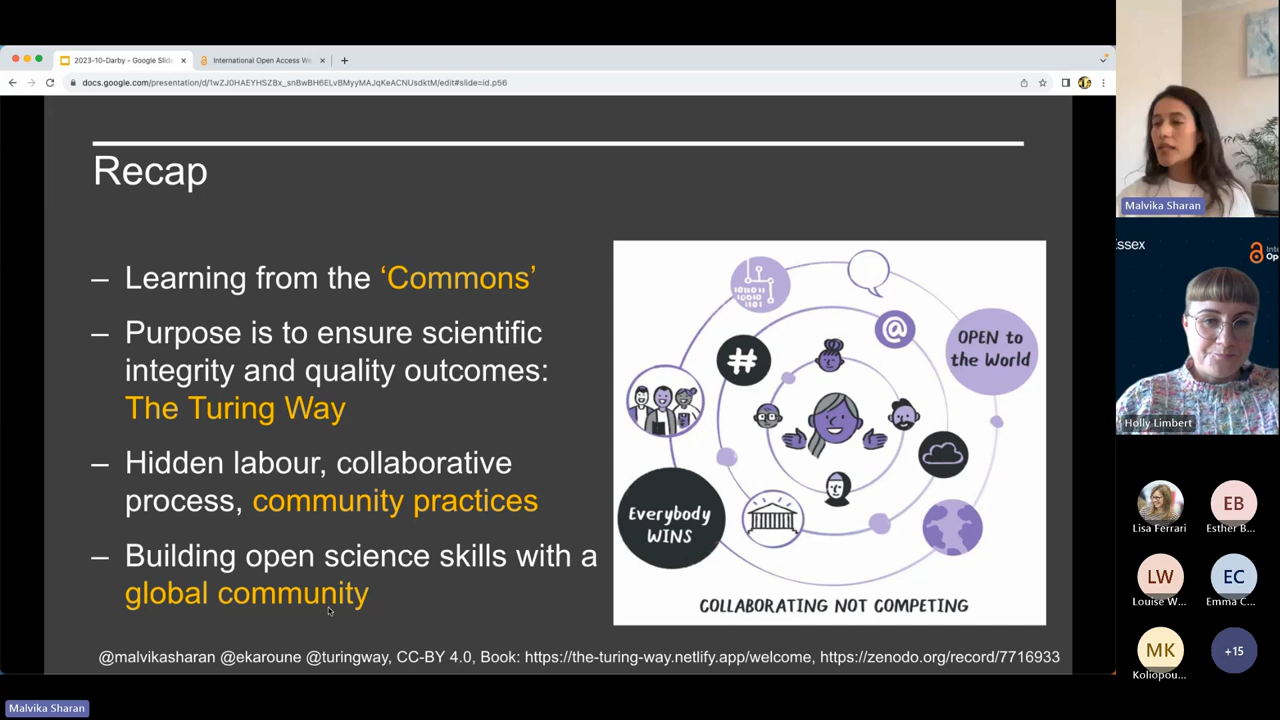 2023-10-Darby - Google Slid
International Open Access We
docs.google.com/presentation/d/1wZJ0HAEYHSZBx_snBwBH6ELvBMyyMAJqKeACNUsdktM/edit#slide=id.p56
Recap
– Learning from the ‘Commons’
– Purpose is to ensure scientific
integrity and quality outcomes:
The Turing Way
– Hidden labour, collaborative
process, community practices
– Building open science skills with a
global community
OPEN to
the World
#
@
Everybody
WINS
COLLABORATING NOT COMPETING
@malvikasharan @ekaroune @turingway, CC-BY 4.0, Book: https://the-turing-way.netlify.app/welcome, https://zenodo.org/record/7716933
Malvika Sharan
Essex
Inte
Op
Holly Limbert
EB
Lisa Ferrari
Esther B...
LW
EC
Louise W...
Emma C...
MK
+15
Koliopou...
Malvika Sharan